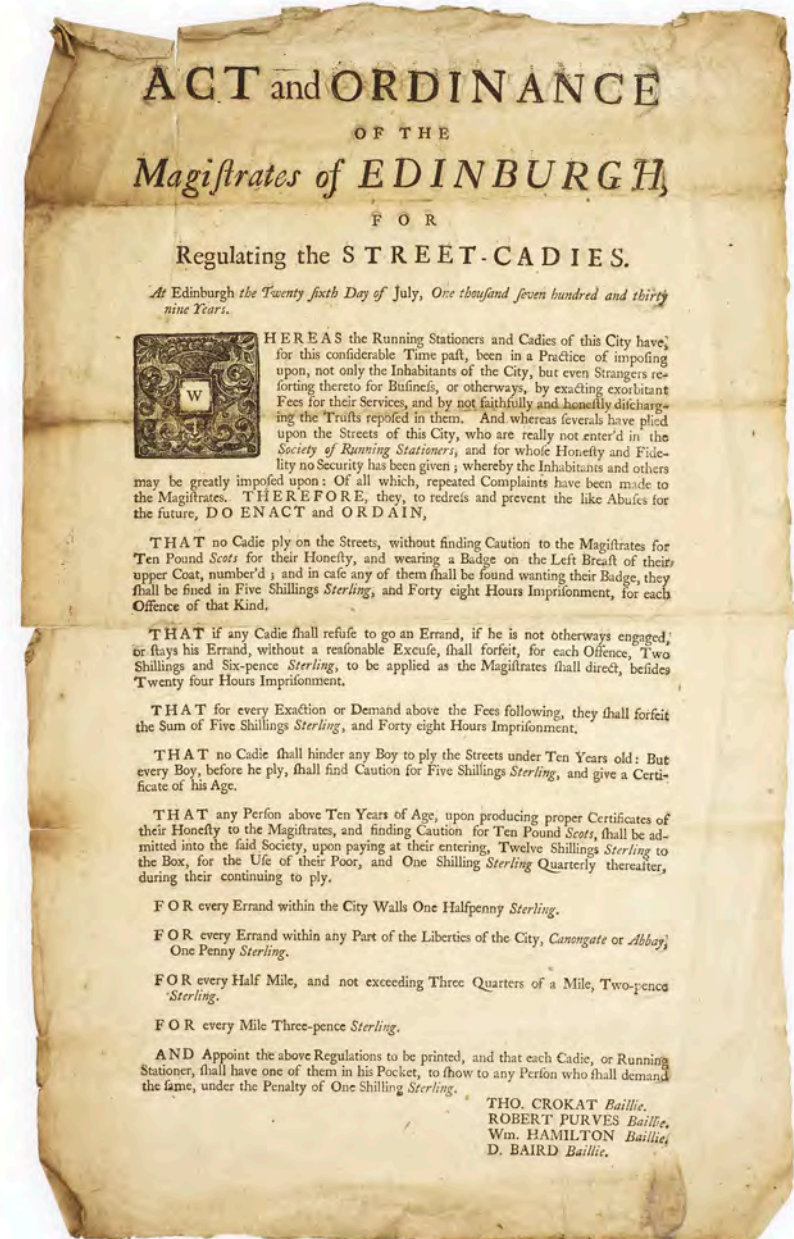 ACT and ORDINANCE
OF THE
Magiſtrates of EDINBURGH,
FOR
Regulating the STREET-CADIES.
At Edinburgh the Twenty ſixth Day of July, One thouſand ſeven hundred and thirty
nine Years.
WHEREAS the Running Stationers and Cadies of this City have,
for this conſiderable Time paſt, been in a Practice of impoſing
upon, not only the Inhabitants of the City, but even Strangers re-
ſorting thereto for Buſineſs, or otherways, by exacting exorbitant
Fees for their Services, and by not faithfully and honeſtly diſcharg-
ing the Truſts repoſed in them. And whereas ſeverals have plied
upon the Streets of this City, who are really not enter'd in the
Society of Running Stationers, and for whoſe Honeſty and Fide-
lity no Security has been given; whereby the Inhabitants and others
may be greatly impoſed upon: Of all which, repeated Complaints have been made to
the Magiſtrates. THEREFORE, they, to redreſs and prevent the like Abuſes for
the future, DO ENACT and ORDAIN,
THAT no Cadie ply on the Streets, without finding Caution to the Magiſtrates for
Ten Pound Scots for their Honeſty, and wearing a Badge on the Left Breaſt of their
upper Coat, number'd; and in caſe any of them ſhall be found wanting their Badge, they
ſhall be fined in Five Shillings Sterling, and Forty eight Hours Impriſonment, for each
Offence of that Kind.
THAT if any Cadie ſhall refuſe to go an Errand, if he is not otherways engaged,
or ſtays his Errand, without a reaſonable Excuſe, ſhall forfeit, for each Offence, Two
Shillings and Six-pence Sterling, to be applied as the Magiſtrates ſhall direct, beſides
Twenty four Hours Impriſonment.
THAT for every Exaction or Demand above the Fees following, they ſhall forfeit
the Sum of Five Shillings Sterling, and Forty eight Hours Impriſonment.
THAT no Cadie ſhall hinder any Boy to ply the Streets under Ten Years old: But
every Boy, before he ply, ſhall find Caution for Five Shillings Sterling, and give a Certi-
ficate of his Age.
THAT any Perſon above Ten Years of Age, upon producing proper Certificates of
their Honeſty to the Magiſtrates, and finding Caution for Ten Pound Scots, ſhall be ad-
mitted into the ſaid Society, upon paying at their entering, Twelve Shillings Sterling to
the Box, for the Uſe of their Poor, and One Shilling Sterling Quarterly thereafter,
during their continuing to ply.
FOR every Errand within the City Walls One Halfpenny Sterling.
FOR every Errand within any Part of the Liberties of the City, Canongate or Abbay,
One Penny Sterling.
FOR every Half Mile, and not exceeding Three Quarters of a Mile, Two-pence
Sterling.
FOR every Mile Three-pence Sterling.
AND Appoint the above Regulations to be printed, and that each Cadie, or Running
Stationer, ſhall have one of them in his Pocket, to ſhow to any Perſon who ſhall demand
the ſame, under the Penalty of One Shilling Sterling.
THO. CROKAT Baillie.
ROBERT PURVES Baillie.
Wm. HAMILTON Baillie.
D. BAIRD Baillie.